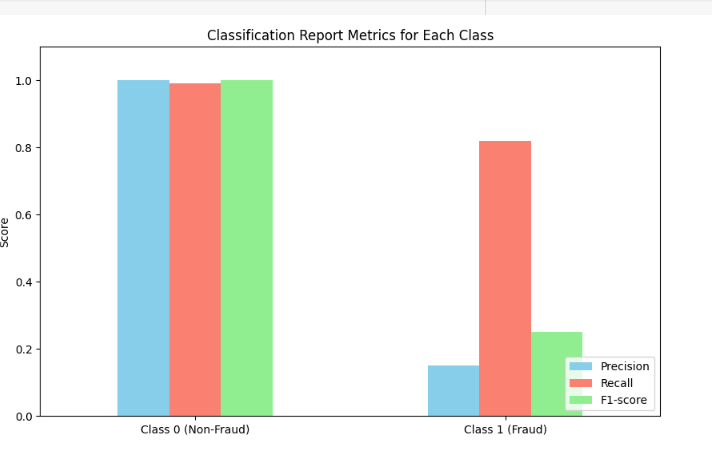 Classification Report Metrics for Each Class
1.0
0.8
0.6
0.4
0.2
0.0
Score
Class 0 (Non-Fraud)
Class 1 (Fraud)
Precision
Recall
F1-score